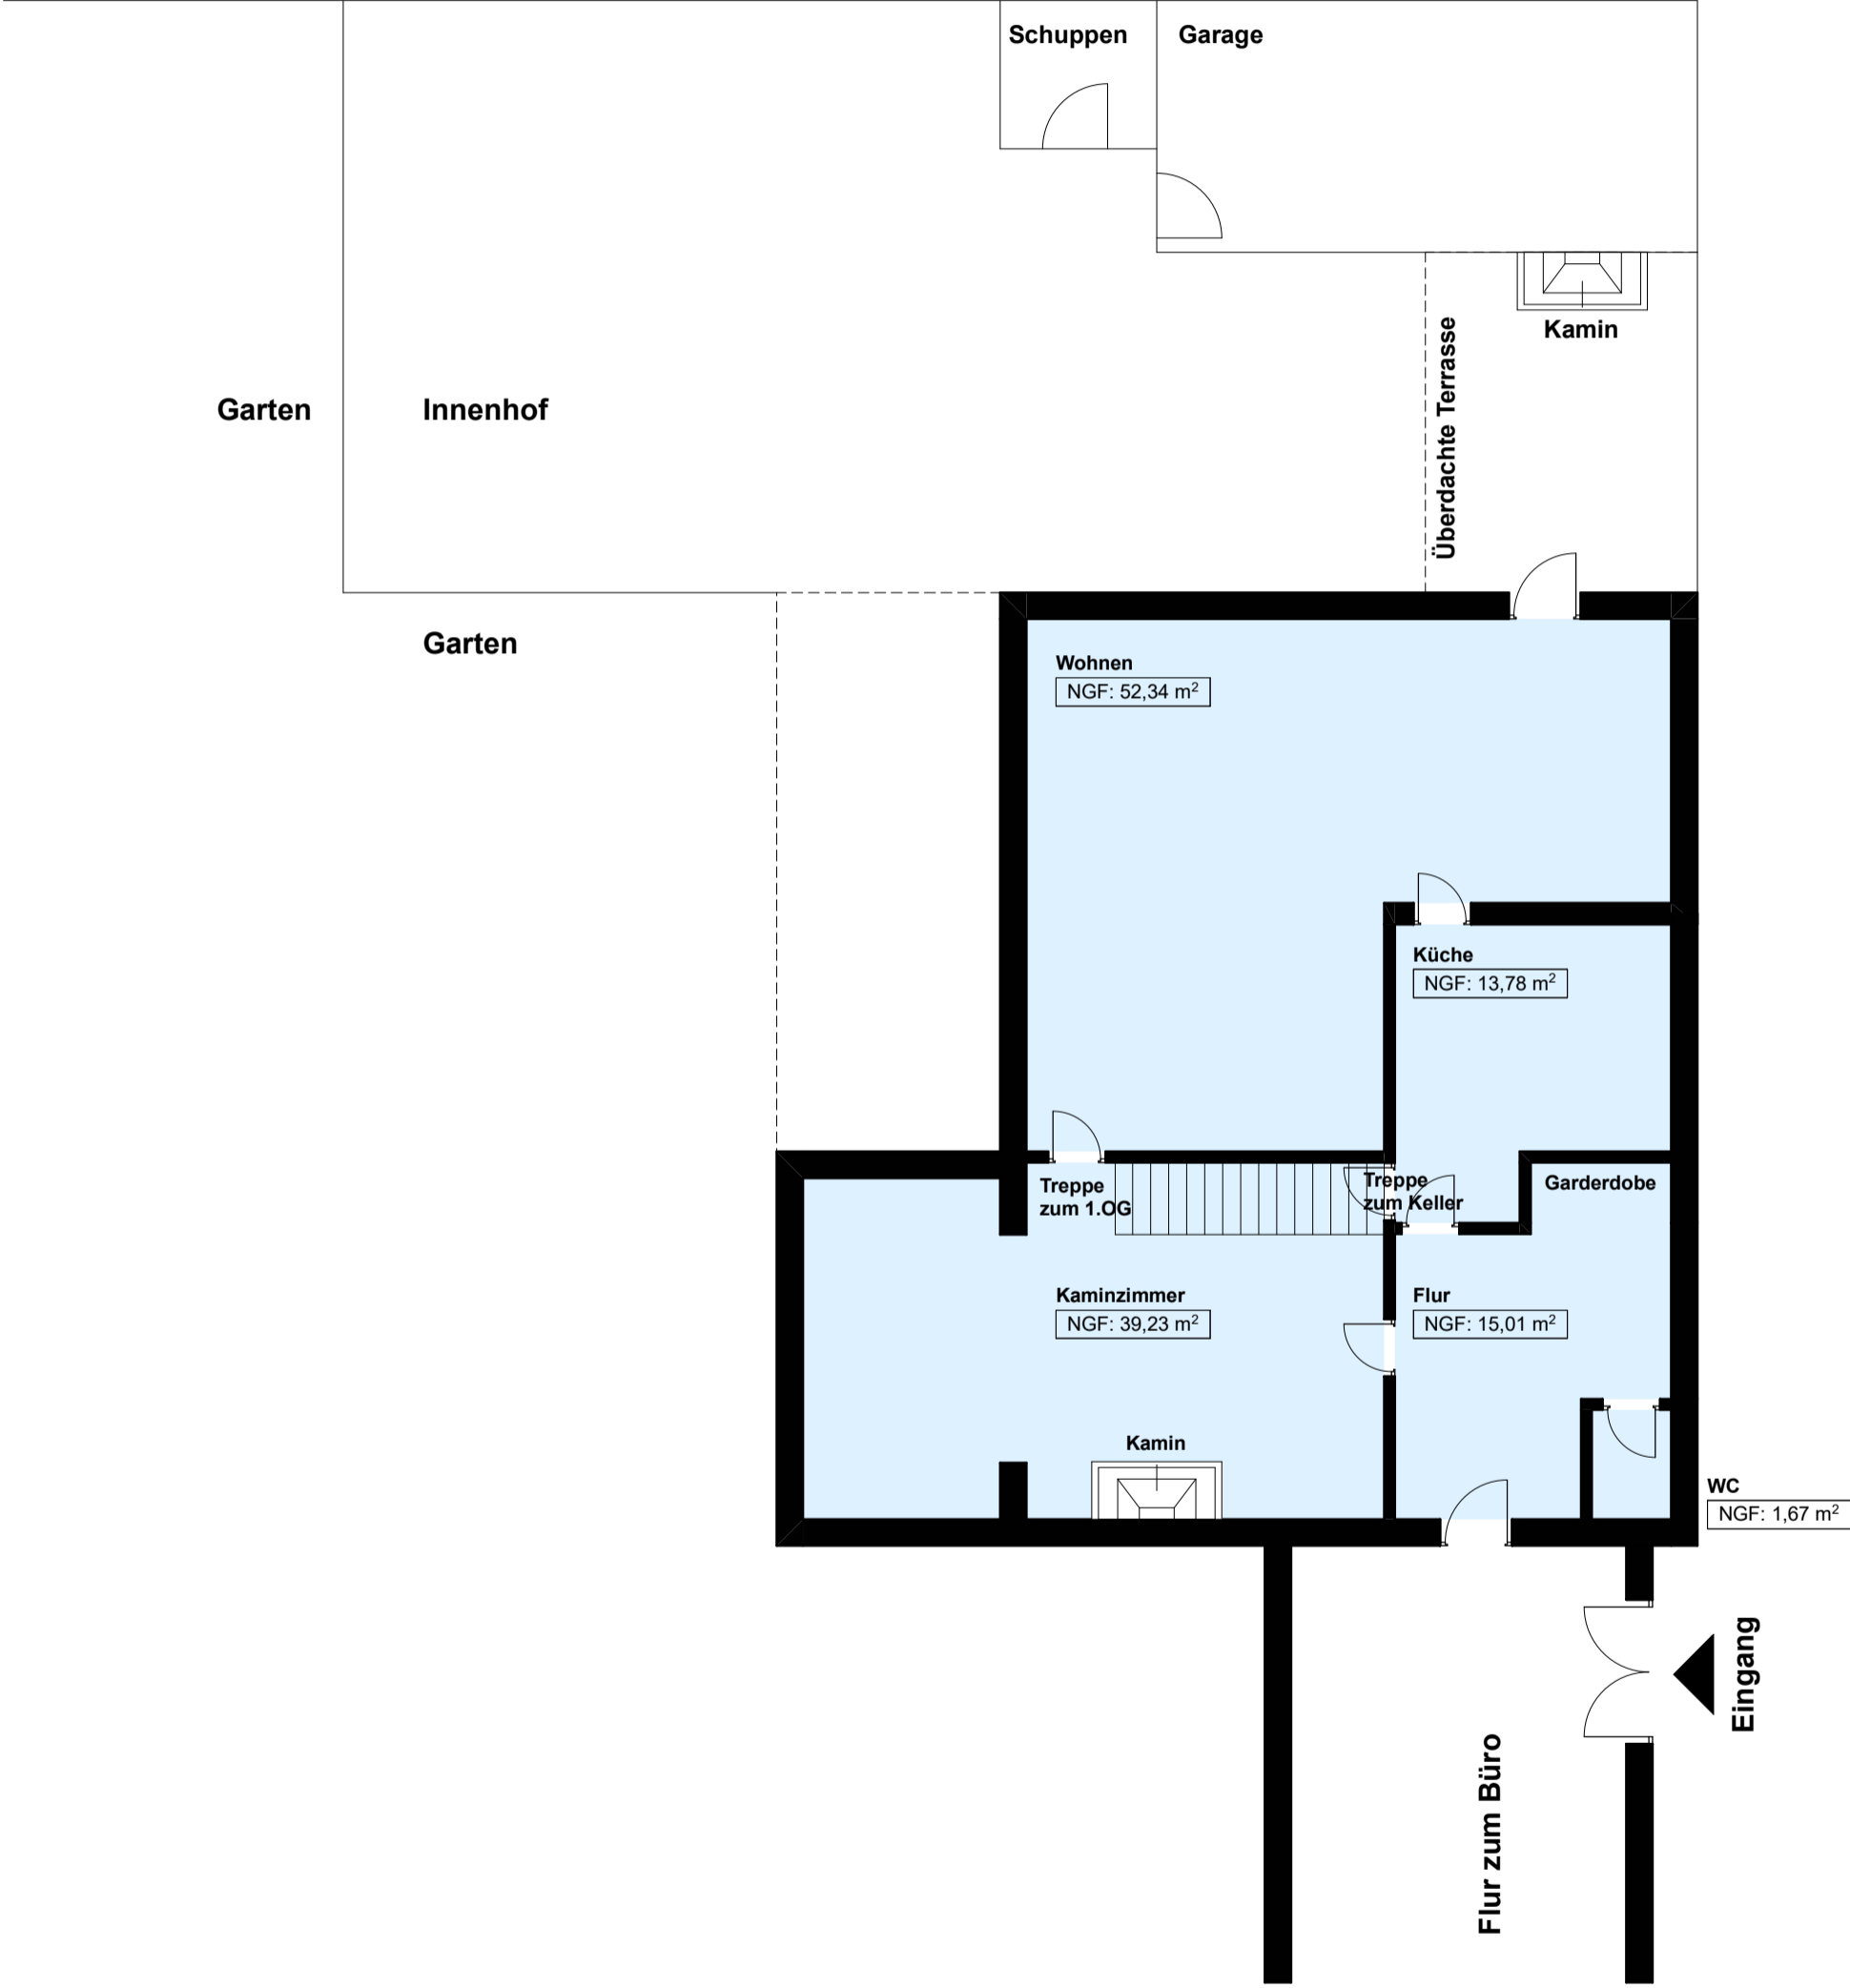 Schuppen
Garage
Kamin
Überdachte Terrasse
Garten
Innenhof
Garten
Wohnen
NGF: 52,34 m²
Küche
NGF: 13,78 m²
Treppe
zum 1.OG
Treppe
zum Keller
Garderdobe
Kaminzimmer
NGF: 39,23 m²
Flur
NGF: 15,01 m²
Kamin
WC
NGF: 1,67 m²
Eingang
Flur zum Büro